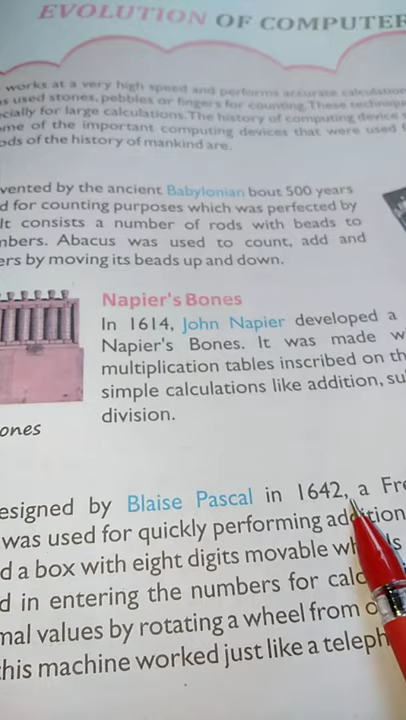 EVOLUTION OF COMPUTER
works at a very high speed and performs accurate calculation
used stones, pebbles or fingers for counting. These
cially for large calculations. The history of computing device
me of the important computing devices that were used
ods of the history of mankind are.
vented by the ancient Babylonian bout 500 years
d for counting purposes which was perfected by
It consists a number of rods with beads to
mbers. Abacus was used to count, add and
ers by moving its beads up and down.
Napier's Bones
In 1614, John Napier developed a
Napier's Bones. It was made w
multiplication tables inscribed on th
simple calculations like addition, su
division.
ones
esigned by Blaise Pascal in 1642, a Fre
was used for quickly performing addition
d a box with eight digits movable wheels
d in entering the numbers for calc
mal values by rotating a wheel from o
his machine worked just like a teleph